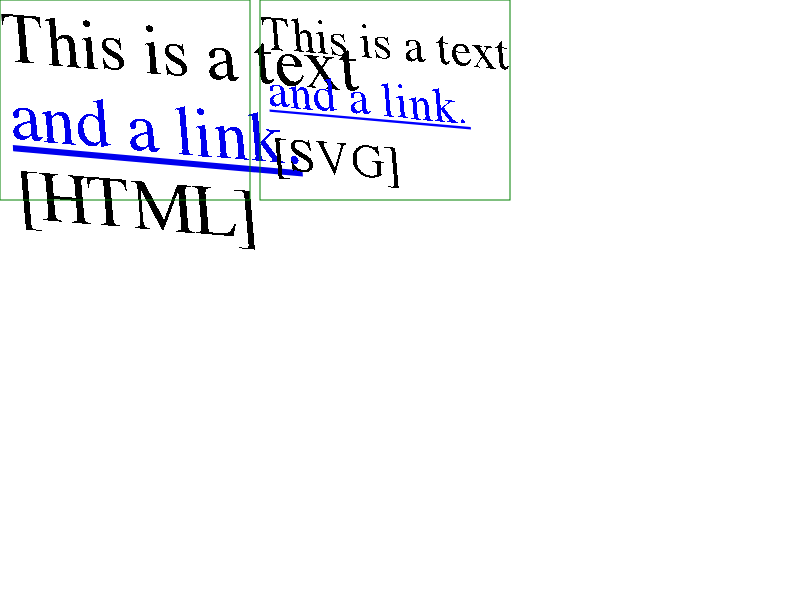 This is a text
and a link.
[HTML]
This is a text
and a link.
[SVG]